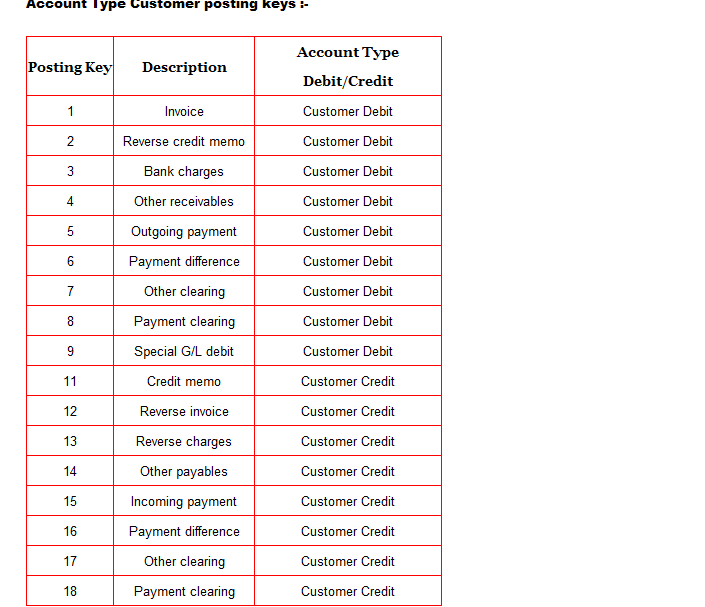 Account Type Customer posting keys :-
Posting Key Description Account Type Debit/Credit
1 Invoice Customer Debit
2 Reverse credit memo Customer Debit
3 Bank charges Customer Debit
4 Other receivables Customer Debit
5 Outgoing payment Customer Debit
6 Payment difference Customer Debit
7 Other clearing Customer Debit
8 Payment clearing Customer Debit
9 Special G/L debit Customer Debit
11 Credit memo Customer Credit
12 Reverse invoice Customer Credit
13 Reverse charges Customer Credit
14 Other payables Customer Credit
15 Incoming payment Customer Credit
16 Payment difference Customer Credit
17 Other clearing Customer Credit
18 Payment clearing Customer Credit